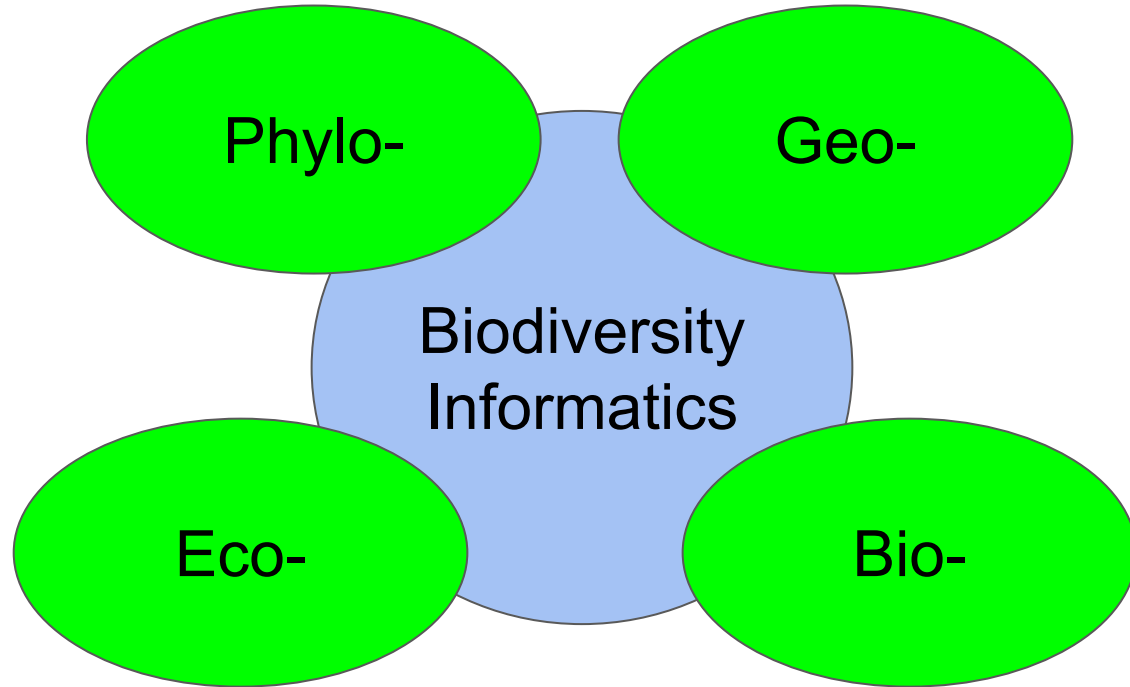 Phylo-
Geo-
Biodiversity
Informatics
Eco-
Bio-